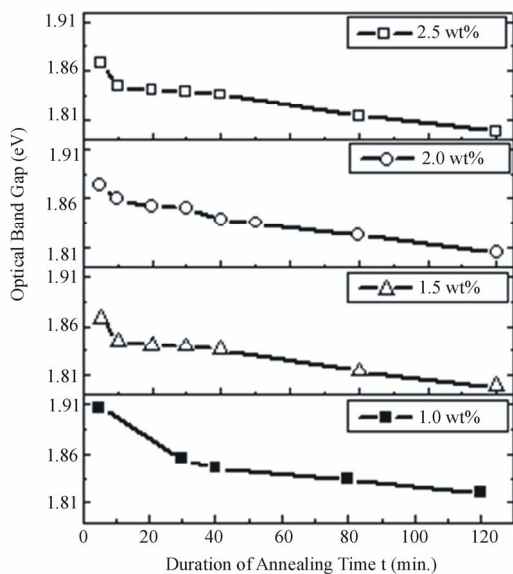 1.91
2.5 wt%
1.86
1.81
1.91
2.0 wt%
1.86
1.81
Optical Band Gap (eV)
1.91
1.5 wt%
1.86
1.81
1.91
1.0 wt%
1.86
1.81
0 20 40 60 80 100 120
Duration of Annealing Time t (min.)